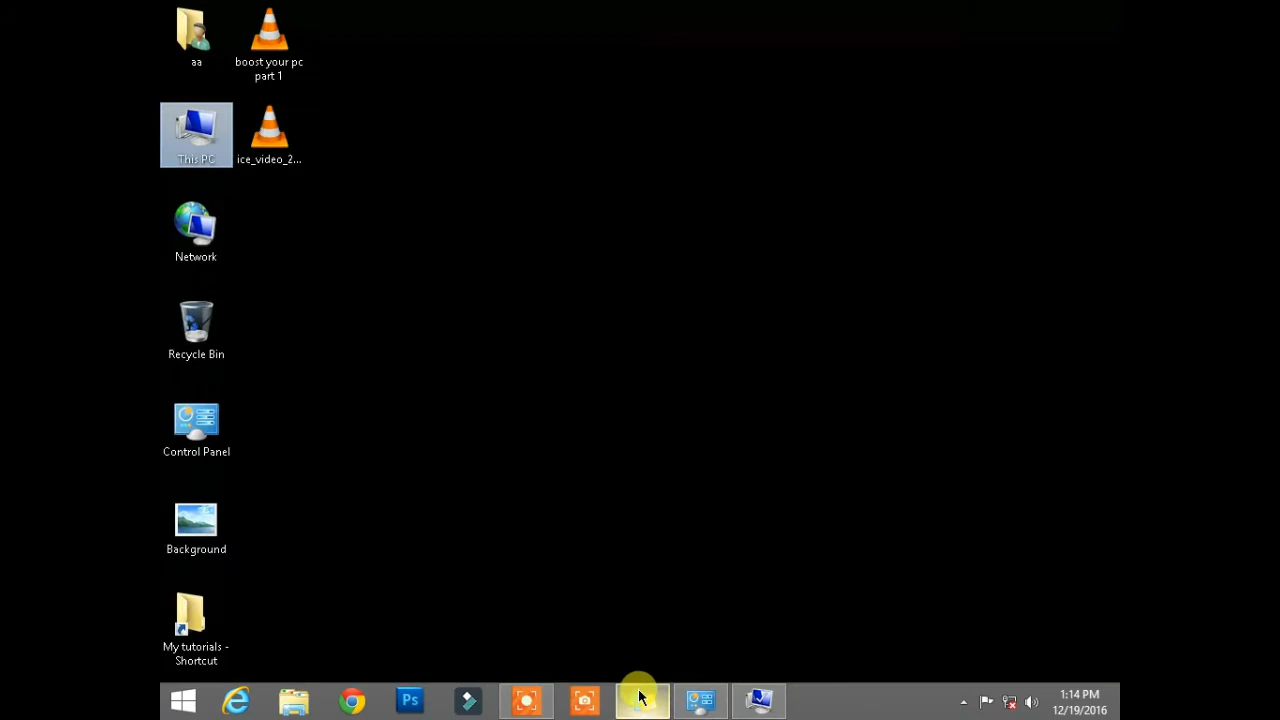 aa
boost your pc
part 1
This PC
ice_video_2...
Network
Recycle Bin
Control Panel
Background
My tutorials -
Shortcut
Ps
1:14 PM
12/19/2016